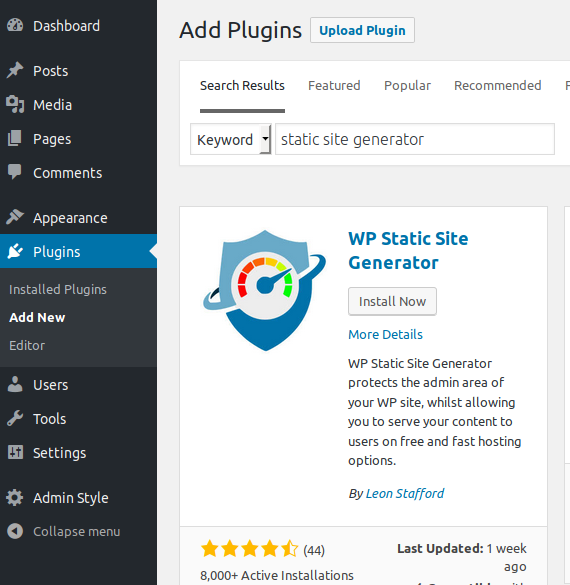 Dashboard
Posts
Media
Pages
Comments
Appearance
Plugins
Installed Plugins
Add New
Editor
Users
Tools
Settings
Admin Style
Collapse menu
Add Plugins Upload Plugin
Search Results Featured Popular Recommended
Keyword static site generator
WP Static Site
Generator
Install Now
More Details
WP Static Site Generator
protects the admin area of
your WP site, whilst allowing
you to serve your content to
users on free and fast hosting
options.
By Leon Stafford
(44)
8,000+ Active Installations
Last Updated: 1 week
ago